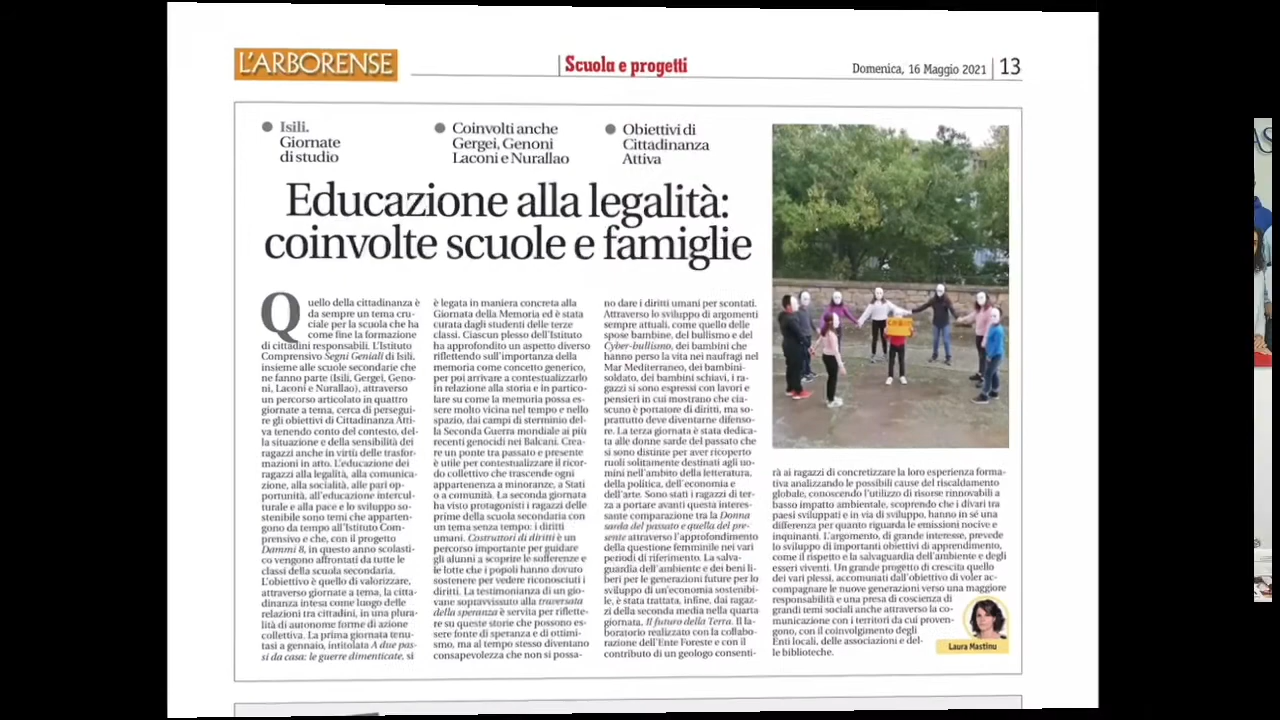 L'ARBORENSE
Scuola e progetti
Domenica, 16 Maggio 2021 13
Isili.
Giornate
di studio
Coinvolti anche
Gergei, Genoni
Laconi e Nurallao
Obiettivi di
Cittadinanza
Attiva
Educazione alla legalità:
coinvolte scuole e famiglie
Quello della cittadinanza è
da sempre un tema cru-
ciale per la scuola che ha
come fine la formazione
di cittadini responsabili. L'Istituto
Comprensivo Segni Geniali di Isili,
insieme alle scuole secondarie che
ne fanno parte (Isili, Gergei, Geno-
ni, Laconi e Nurallao), attraverso
un percorso articolato in quattro
giornate a tema, cerca di persegui-
re gli obiettivi di Cittadinanza Atti-
va tenendo conto del contesto, del-
la situazione e della sensibilità dei
ragazzi anche in virtù delle trasfor-
mazioni in atto. L'educazione dei
ragazzi alla legalità, alla comunica-
zione, alla socialità, alle pari op-
portunità, all'educazione intercul-
turale e alla pace e lo sviluppo so-
stenibile sono temi che apparten-
gono da tempo all'Istituto Com-
prensivo e che, con il progetto
Dammi 8, in questo anno scolasti-
co vengono affrontati da tutte le
classi della scuola secondaria.
L'obiettivo è quello di valorizzare,
attraverso giornate a tema, la citta-
dinanza intesa come luogo delle
relazioni tra cittadini, in una plura-
lità di autonome forme di azione
collettiva. La prima giornata tenu-
tasi a gennaio, intitolata A due pas-
si da casa: le guerre dimenticate, si
è legata in maniera concreta alla
Giornata della Memoria ed è stata
curata dagli studenti delle terze
classi. Ciascun plesso dell'Istituto
ha approfondito un aspetto diverso
riflettendo sull'importanza della
memoria come concetto generico,
per poi arrivare a contestualizzarlo
in relazione alla storia e in partico-
lare su come la memoria possa es-
sere molto vicina nel tempo e nello
spazio, dai campi di sterminio del-
la Seconda Guerra mondiale ai più
recenti genocidi nei Balcani. Crea-
re un ponte tra passato e presente
è utile per contestualizzare il ricor-
do collettivo che trascende ogni
appartenenza a minoranze, a Stati
o a comunità. La seconda giornata
ha visto protagonisti i ragazzi delle
prime della scuola secondaria con
un tema senza tempo: i diritti
umani. Costruttori di diritti è un
percorso importante per guidare
gli alunni a scoprire le sofferenze e
le lotte che i popoli hanno dovuto
sostenere per vedere riconosciuti i
diritti. La testimonianza di un gio-
vane sopravvissuto alla traversata
della speranza è servita per riflette-
re su queste storie che possono es-
sere fonte di speranza e di ottimi-
smo, ma al tempo stesso diventano
consapevolezza che non si possa-
no dare i diritti umani per scontati.
Attraverso lo sviluppo di argomenti
sempre attuali, come quello delle
spose bambine, del bullismo e del
Cyber-bullismo, dei bambini che
hanno perso la vita nei naufragi nel
Mar Mediterraneo, dei bambini-
soldato, dei bambini schiavi, i ra-
gazzi si sono espressi con lavori e
pensieri in cui mostrano che cia-
scuno è portatore di diritti, ma so-
prattutto deve diventarne difenso-
re. La terza giornata è stata dedica-
ta alle donne sarde del passato che
si sono distinte per aver ricoperto
ruoli solitamente destinati agli uo-
mini nell'ambito della letteratura,
della politica, dell'economia e
dell'arte. Sono stati i ragazzi di ter-
za a portare avanti questa interes-
sante comparazione tra la Donna
sarda del passato e quella del pre-
sente attraverso l'approfondimento
della questione femminile nei vari
periodi di riferimento. La salva-
guardia dell'ambiente e dei beni li-
beri per le generazioni future per lo
sviluppo di un'economia sostenibi-
le, è stata trattata, infine, dai ragaz-
zi della seconda media nella quarta
giornata, Il futuro della Terra. Il la-
boratorio realizzato con la collabo-
razione dell'Ente Foreste e con il
contributo di un geologo consenti-
rà ai ragazzi di concretizzare la loro esperienza forma-
tiva analizzando le possibili cause del riscaldamento
globale, conoscendo l'utilizzo di risorse rinnovabili a
basso impatto ambientale, scoprendo che i divari tra
paesi sviluppati e in via di sviluppo, hanno in sé una
differenza per quanto riguarda le emissioni nocive e
inquinanti. L'argomento, di grande interesse, prevede
lo sviluppo di importanti obiettivi di apprendimento,
come il rispetto e la salvaguardia dell'ambiente e degli
esseri viventi. Un grande progetto di crescita quello
dei vari plessi, accomunati dall'obiettivo di voler ac-
compagnare le nuove generazioni verso una maggiore
responsabilità e una presa di coscienza di
grandi temi sociali anche attraverso la co-
municazione con i territori da cui proven-
gono, con il coinvolgimento degli
Enti locali, delle associazioni e del-
le biblioteche.
Laura Mastinu